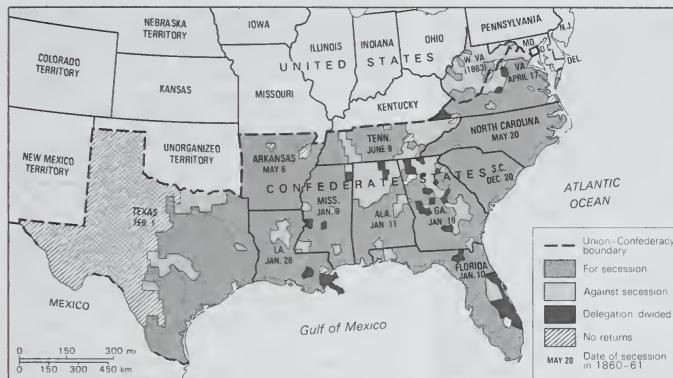 NEBRASKA
TERRITORY
IOWA
PENNSYLVANIA
N.J.
COLORADO
TERRITORY
ILLINOIS
INDIANA
OHIO
MD.
DEL.
UNITED STATES
W. VA
(1863)
VA.
APRIL 17
KANSAS
MISSOURI
KENTUCKY
NEW MEXICO
TERRITORY
UNORGANIZED
TERRITORY
ARKANSAS
MAY 6
TENN.
JUNE 8
NORTH CAROLINA
MAY 20
CONFEDERATE STATES
S.C.
DEC. 20
TEXAS
FEB. 1
MISS.
JAN. 9
ALA.
JAN. 11
GA.
JAN. 19
LA.
JAN. 26
FLORIDA
JAN. 10
ATLANTIC
OCEAN
MEXICO
Gulf of Mexico
0 150 300 mi
0 150 300 450 km
Union–Confederacy
boundary
For secession
Against secession
Delegation divided
No returns
MAY 20 Date of secession
in 1860–61